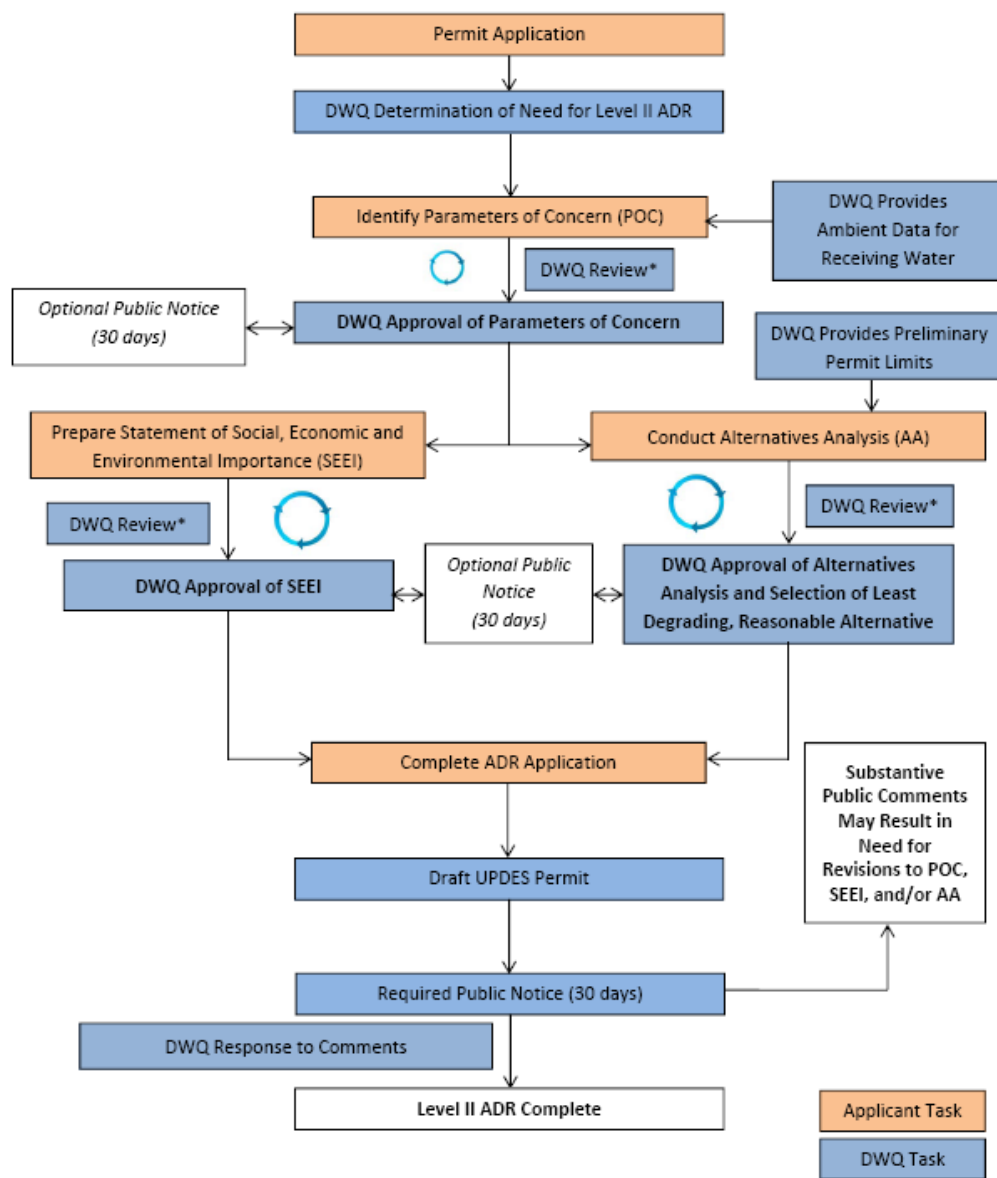 Permit Application
DWQ Determination of Need for Level II ADR
Identify Parameters of Concern (POC)
DWQ Provides
Ambient Data for
Receiving Water
DWQ Review*
Optional Public Notice
(30 days)
DWQ Approval of Parameters of Concern
DWQ Provides Preliminary
Permit Limits
Prepare Statement of Social, Economic and
Environmental Importance (SEEI)
Conduct Alternatives Analysis (AA)
DWQ Review*
DWQ Review*
DWQ Approval of SEEI
Optional Public
Notice
(30 days)
DWQ Approval of Alternatives
Analysis and Selection of Least
Degrading, Reasonable Alternative
Complete ADR Application
Substantive
Public Comments
May Result in
Need for
Revisions to POC,
SEEI, and/or AA
Draft UPDES Permit
Required Public Notice (30 days)
DWQ Response to Comments
Level II ADR Complete
Applicant Task
DWQ Task